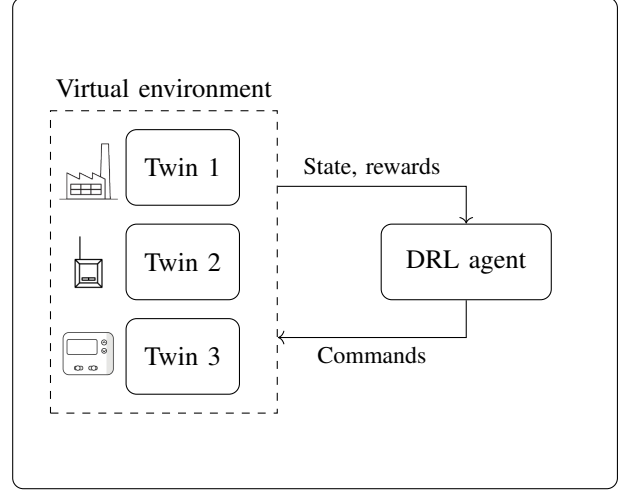 Virtual environment
Twin 1
State, rewards
Twin 2
DRL agent
Twin 3
Commands